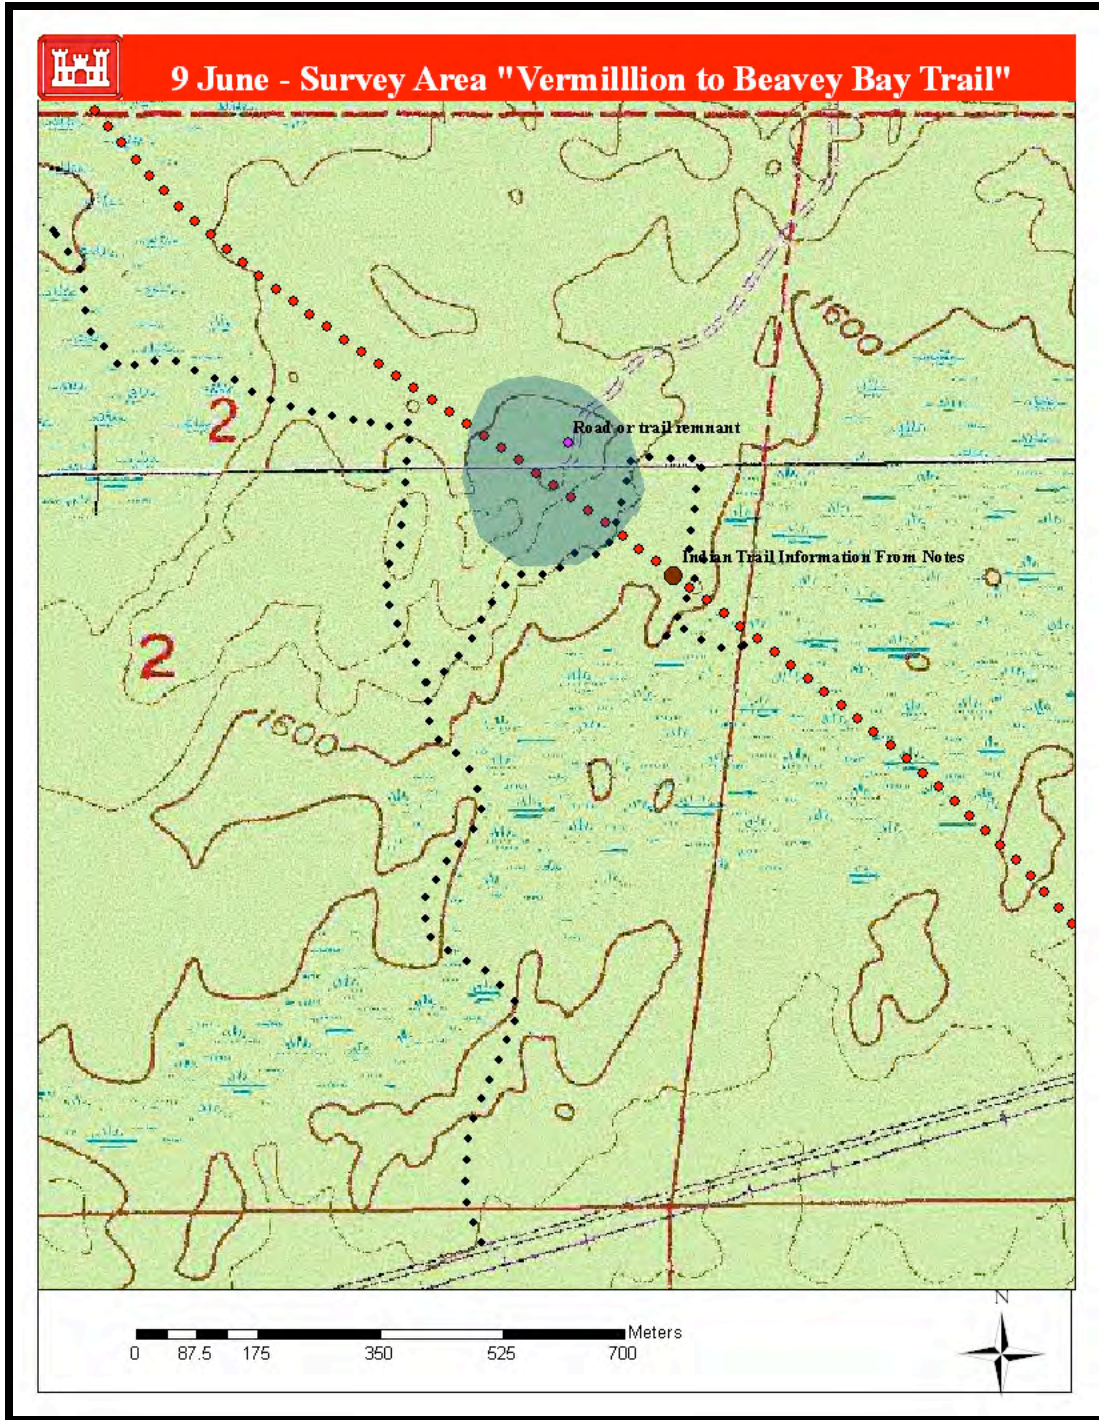 9 June - Survey Area "Vermilllion to Beavey Bay Trail"
1600
2
Road or trail remnant
Indian Trail Information From Notes
2
1600
N
Meters
0 87.5 175 350 525 700